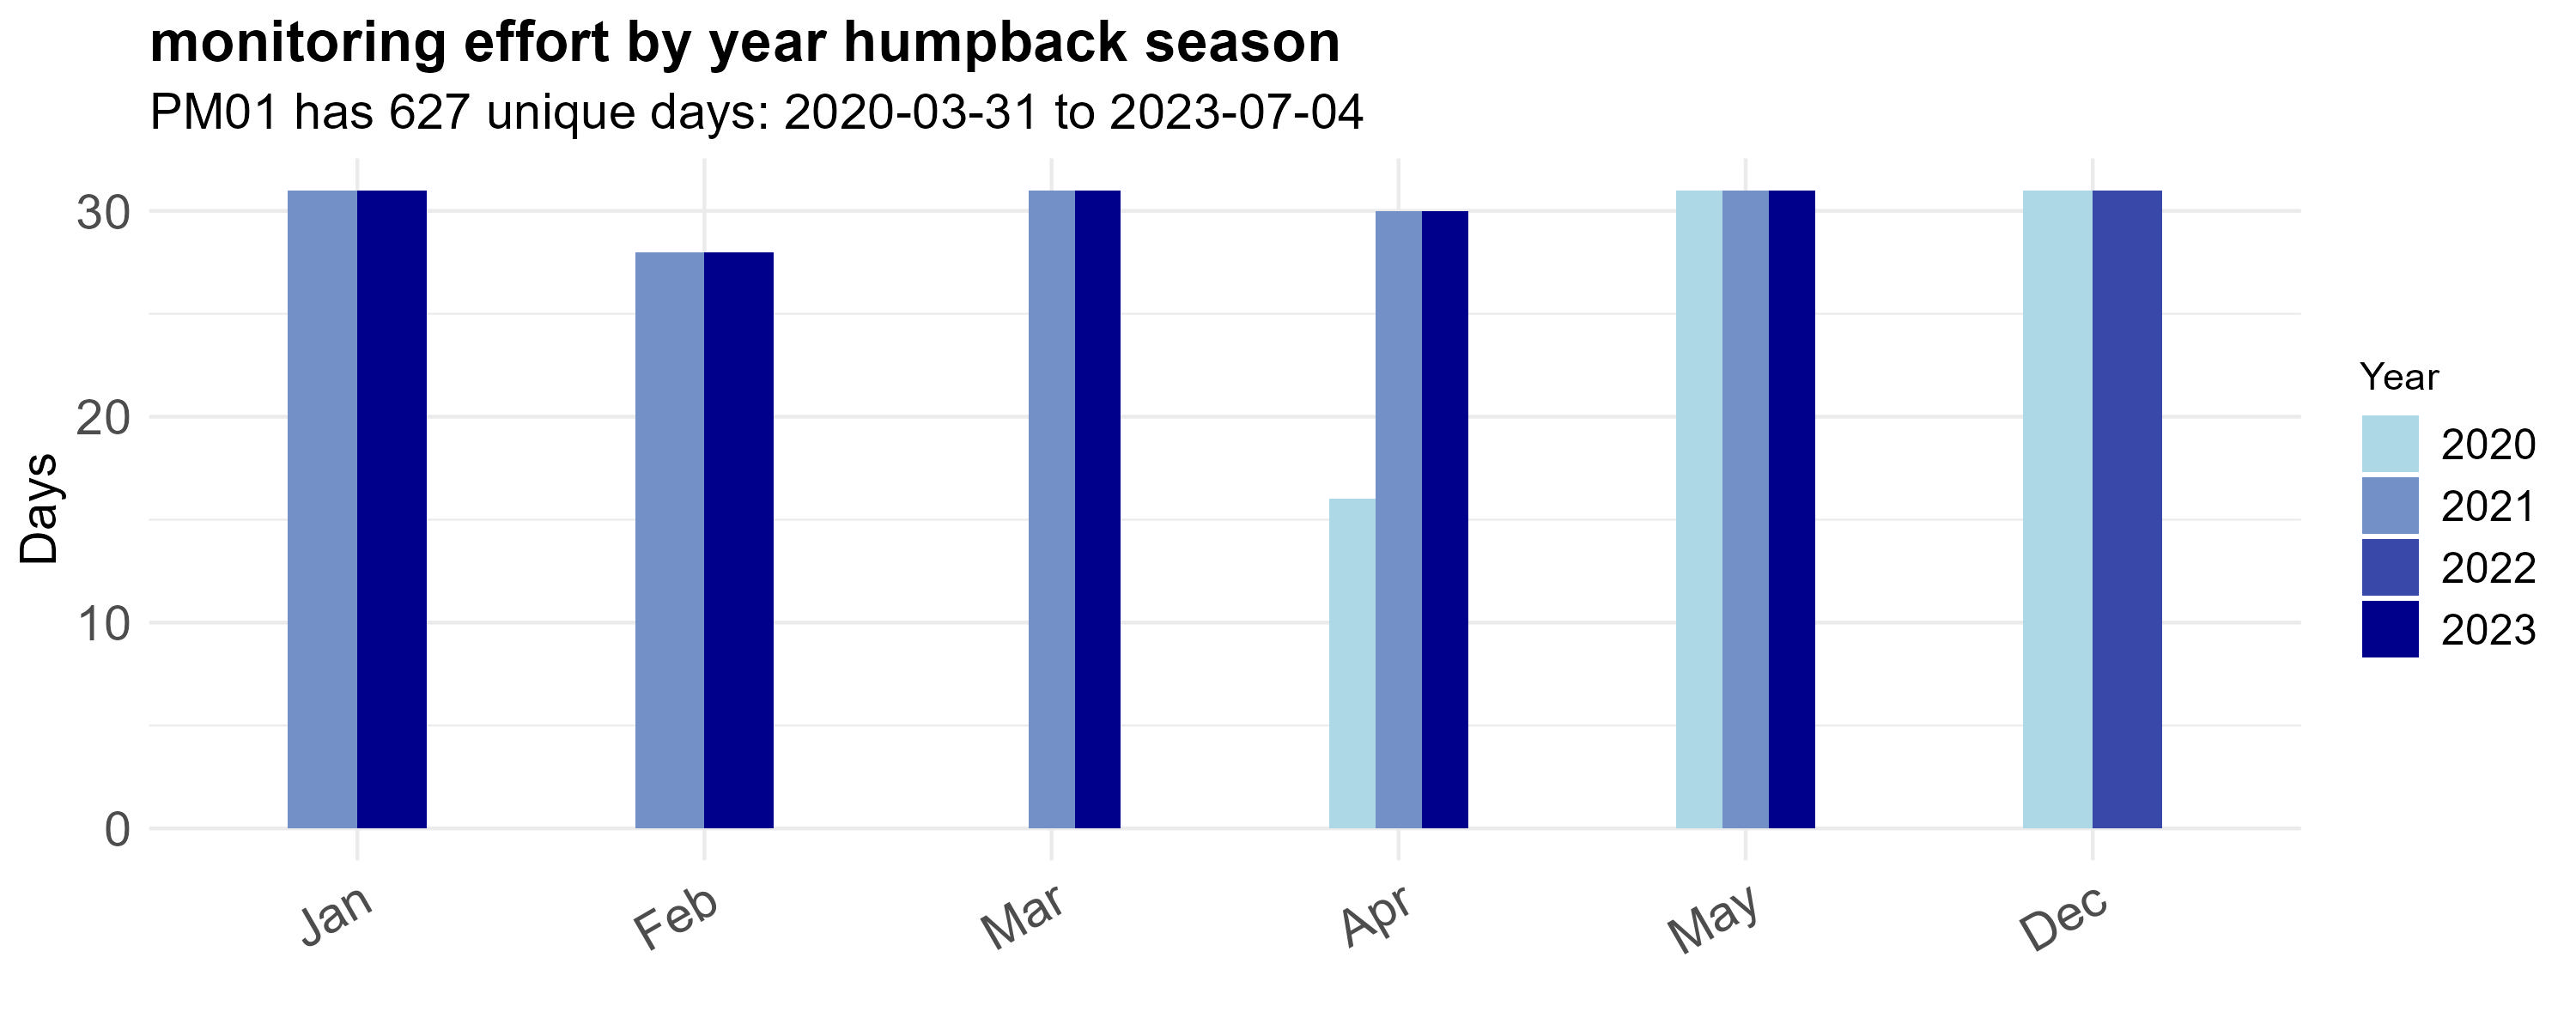 monitoring effort by year humpback season
PM01 has 627 unique days: 2020-03-31 to 2023-07-04
30
20
10
0
Days
Jan
Feb
Mar
Apr
May
Dec
Year
2020
2021
2022
2023